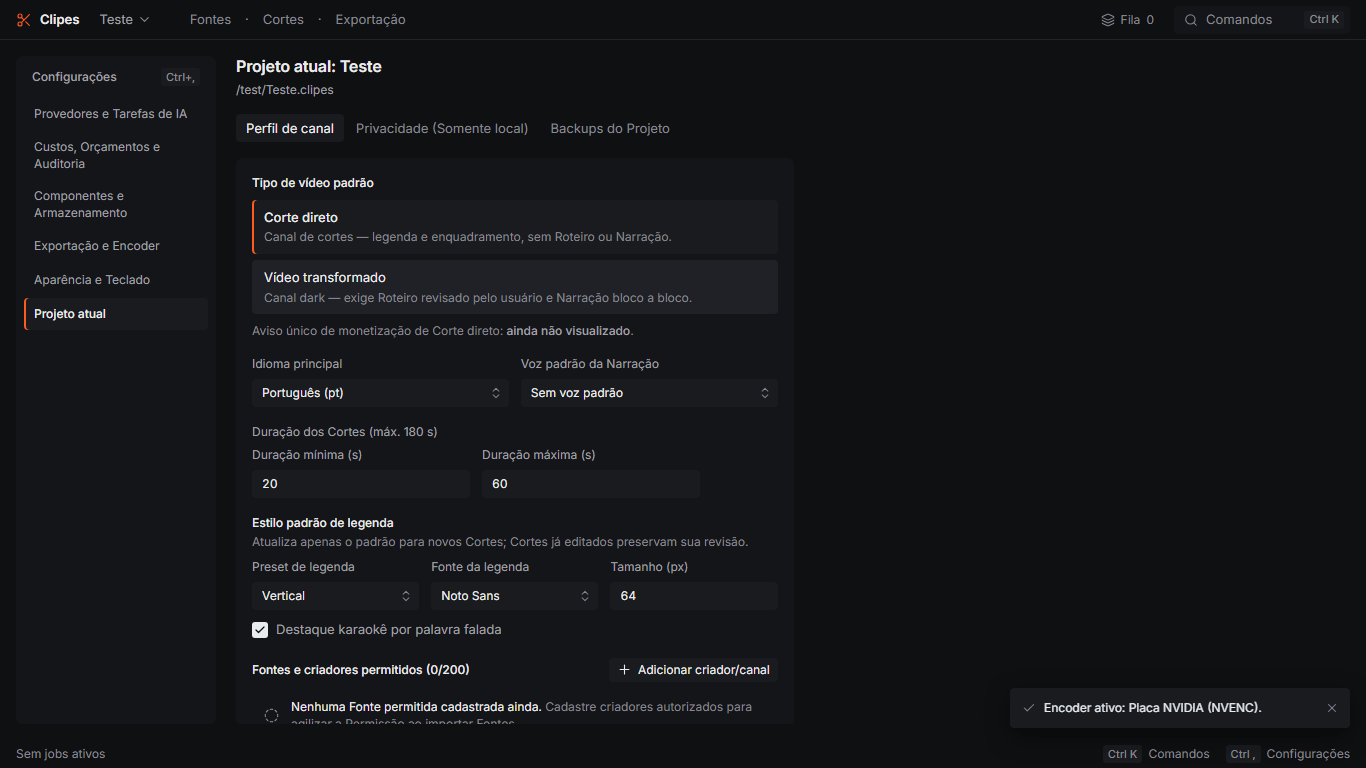 Clipes Teste Fontes · Cortes · Exportação Fila 0 Comandos Ctrl K
Configurações Ctrl+,
Provedores e Tarefas de IA
Custos, Orçamentos e
Auditoria
Componentes e
Armazenamento
Exportação e Encoder
Aparência e Teclado
Projeto atual
Projeto atual: Teste
/test/Teste.clipes
Perfil de canal Privacidade (Somente local) Backups do Projeto
Tipo de vídeo padrão
Corte direto
Canal de cortes — legenda e enquadramento, sem Roteiro ou Narração.
Vídeo transformado
Canal dark — exige Roteiro revisado pelo usuário e Narração bloco a bloco.
Aviso único de monetização de Corte direto: ainda não visualizado.
Idioma principal Voz padrão da Narração
Português (pt) Sem voz padrão
Duração dos Cortes (máx. 180 s)
Duração mínima (s) Duração máxima (s)
20 60
Estilo padrão de legenda
Atualiza apenas o padrão para novos Cortes; Cortes já editados preservam sua revisão.
Preset de legenda Fonte da legenda Tamanho (px)
Vertical Noto Sans 64
Destaque karaokê por palavra falada
Fontes e criadores permitidos (0/200) Adicionar criador/canal
Nenhuma Fonte permitida cadastrada ainda. Cadastre criadores autorizados para
agilizar a Permissão ao importar Fontes.
Encoder ativo: Placa NVIDIA (NVENC).
Sem jobs ativos Ctrl K Comandos Ctrl , Configurações